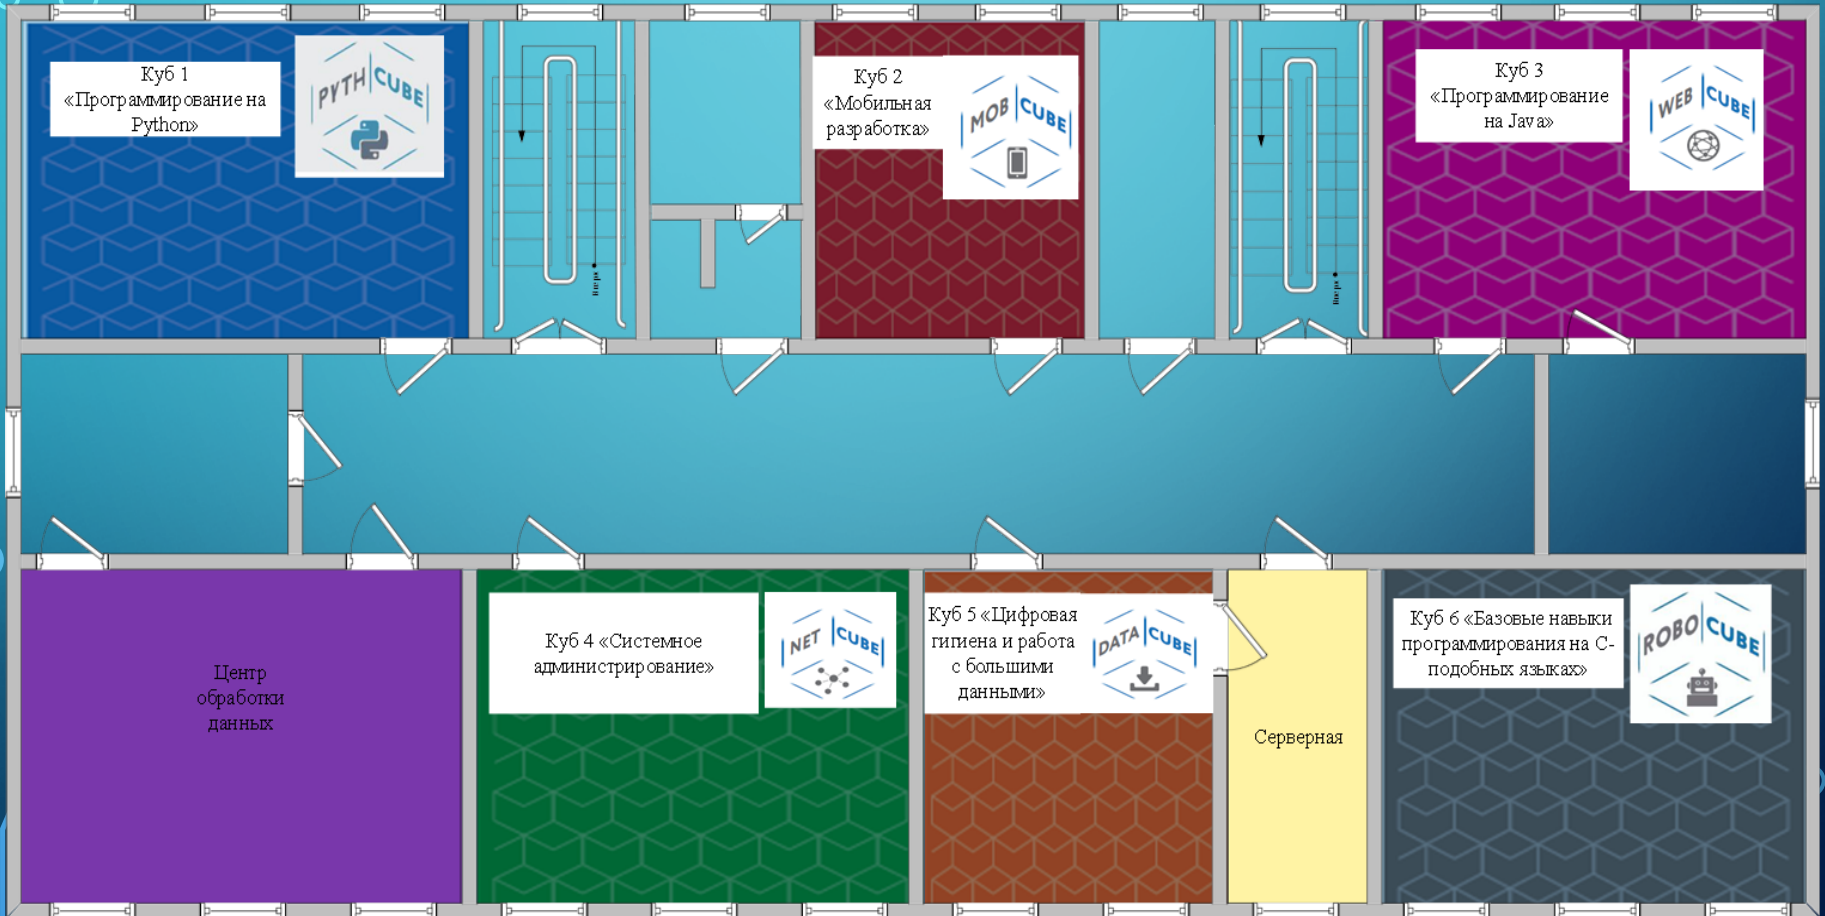 Куб 1
«Программирование на
Python»
PYTH CUBE
Куб 2
«Мобильная
разработка»
MOB CUBE
Куб 3
«Программирование
на Java»
WEB CUBE
Центр
обработки
данных
Куб 4 «Системное
администрирование»
NET CUBE
Куб 5 «Цифровая
гигиена и работа
с большими
данными»
DATA CUBE
Серверная
Куб 6 «Базовые навыки
программирования на C-
подобных языках»
ROBO CUBE